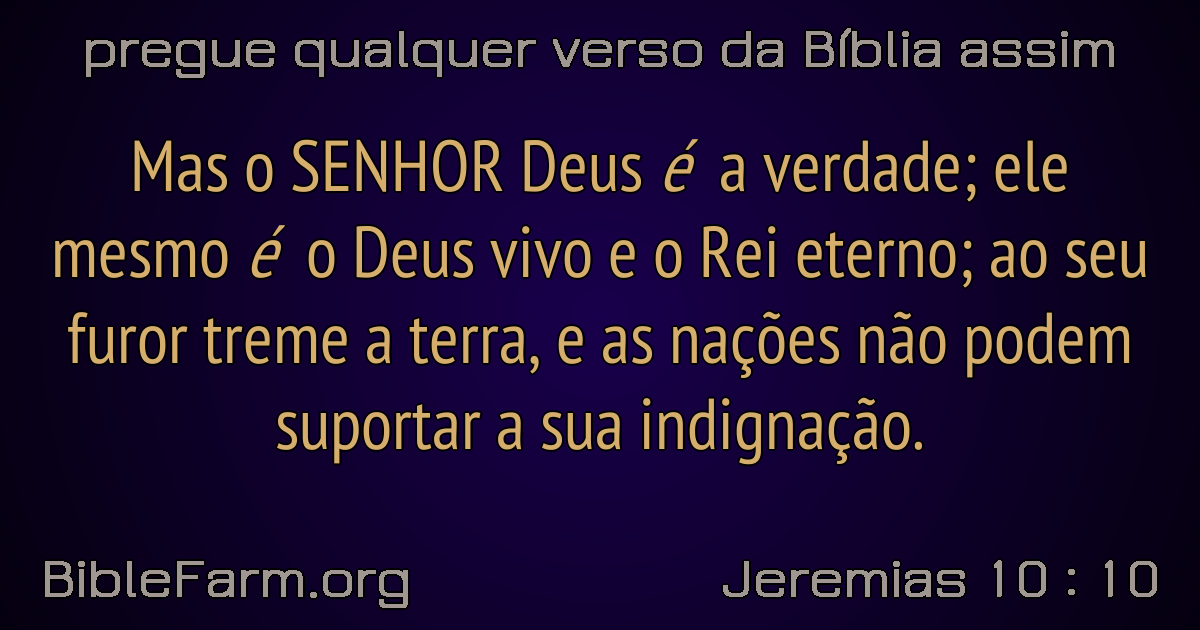 pregue qualquer verso da Bíblia assim
Mas o SENHOR Deus é a verdade; ele
mesmo é o Deus vivo e o Rei eterno; ao seu
furor treme a terra, e as nações não podem
suportar a sua indignação.
BibleFarm.org
Jeremias 10 : 10